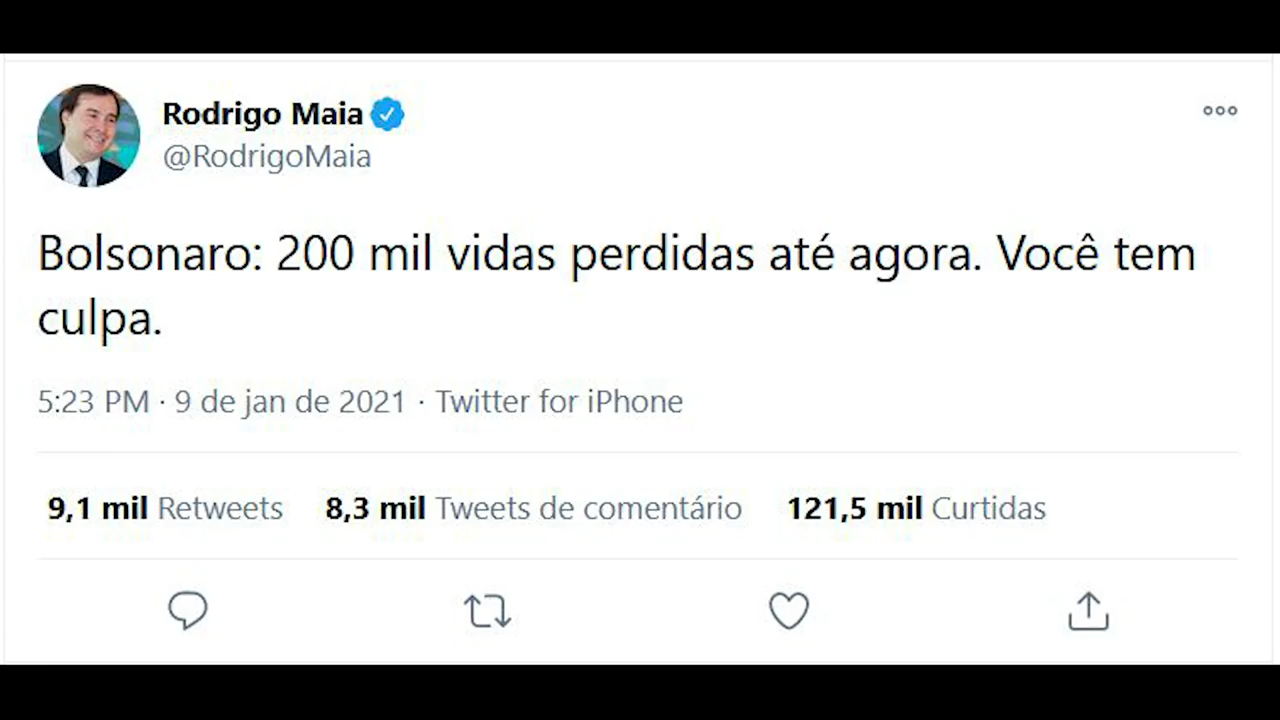 Rodrigo Maia
@RodrigoMaia
Bolsonaro: 200 mil vidas perdidas até agora. Você tem
culpa.
5:23 PM · 9 de jan de 2021 · Twitter for iPhone
9,1 mil Retweets 8,3 mil Tweets de comentário 121,5 mil Curtidas